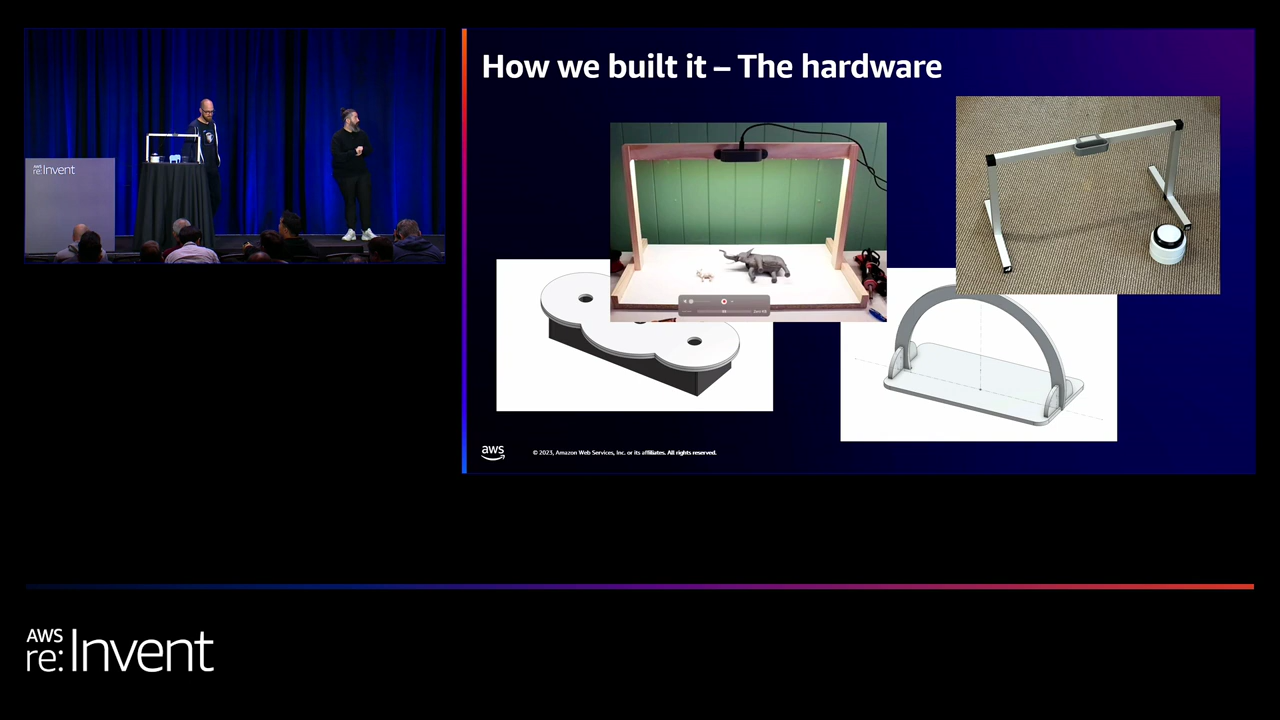 AWS
re:Invent
How we built it – The hardware
aws
© 2023, Amazon Web Services, Inc. or its affiliates. All rights reserved.
AWS
re:Invent